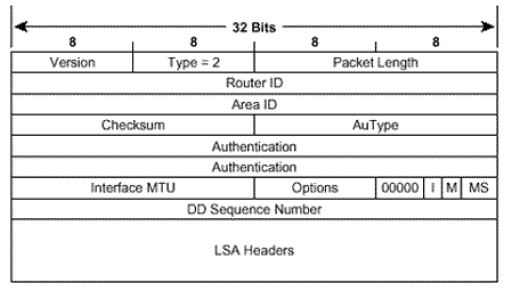 32 Bits
8 8 8 8
Version Type = 2 Packet Length
Router ID
Area ID
Checksum AuType
Authentication
Authentication
Interface MTU Options 00000 I M MS
DD Sequence Number
LSA Headers